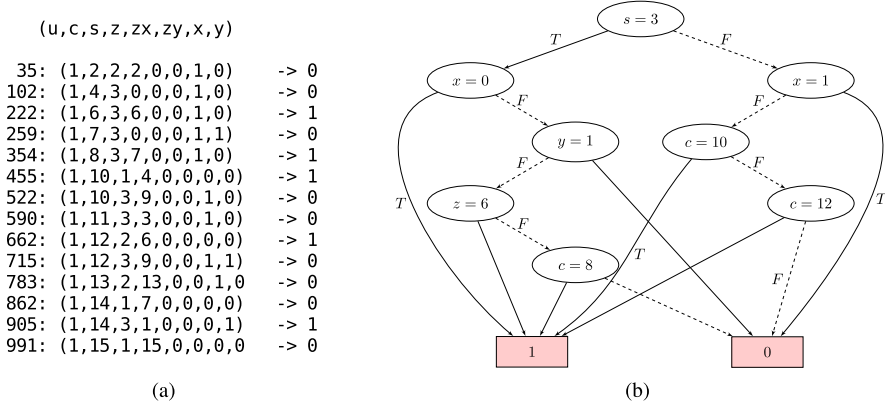 (u,c,s,z,zx,zy,x,y)
35: (1,2,2,2,0,0,1,0) -> 0
102: (1,4,3,0,0,0,1,0) -> 0
222: (1,6,3,6,0,0,1,0) -> 1
259: (1,7,3,0,0,0,1,1) -> 0
354: (1,8,3,7,0,0,1,0) -> 1
455: (1,10,1,4,0,0,0,0) -> 1
522: (1,10,3,9,0,0,1,0) -> 0
590: (1,11,3,3,0,0,1,0) -> 0
662: (1,12,2,6,0,0,0,0) -> 1
715: (1,12,3,9,0,0,1,1) -> 0
783: (1,13,2,13,0,0,1,0 -> 0
862: (1,14,1,7,0,0,0,0) -> 0
905: (1,14,3,1,0,0,0,1) -> 1
991: (1,15,1,15,0,0,0,0 -> 0
(a)
s = 3
T
F
x = 0
x = 1
F
F
y = 1
c = 10
F
F
T
z = 6
c = 12
T
F
c = 8
T
F
1
0
(b)